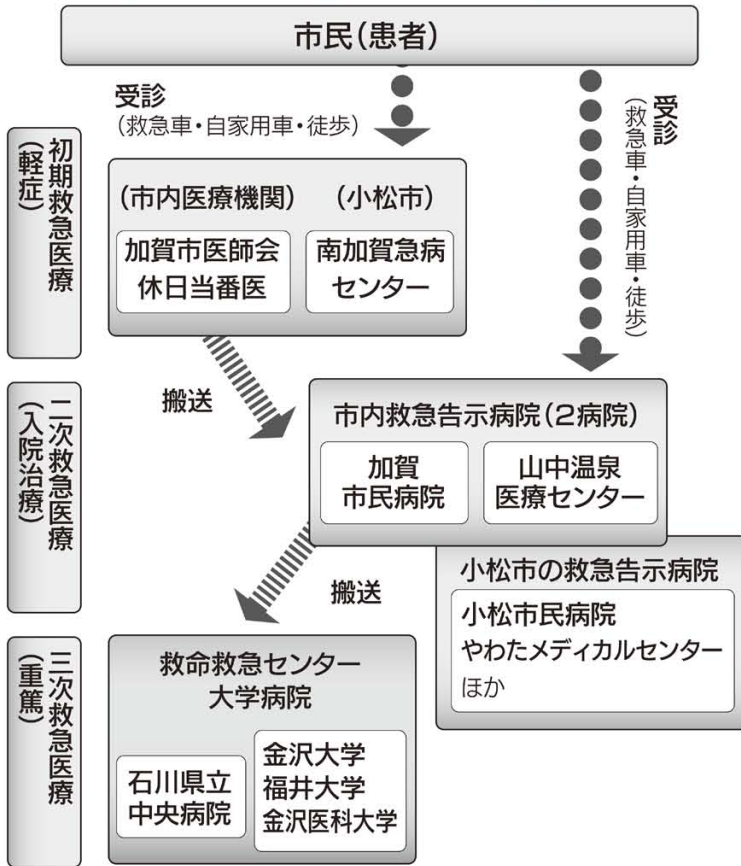 市民(患者)
受診
(救急車・自家用車・徒歩)
受診
(救急車・自家用車・徒歩)
初期救急医療
(軽症)
(市内医療機関)
加賀市医師会
休日当番医
(小松市)
南加賀急病
センター
搬送
二次救急医療
(入院治療)
市内救急告示病院(2病院)
加賀
市民病院
山中温泉
医療センター
小松市の救急告示病院
小松市民病院
やわたメディカルセンター
ほか
搬送
三次救急医療
(重篤)
救命救急センター
大学病院
石川県立
中央病院
金沢大学
福井大学
金沢医科大学